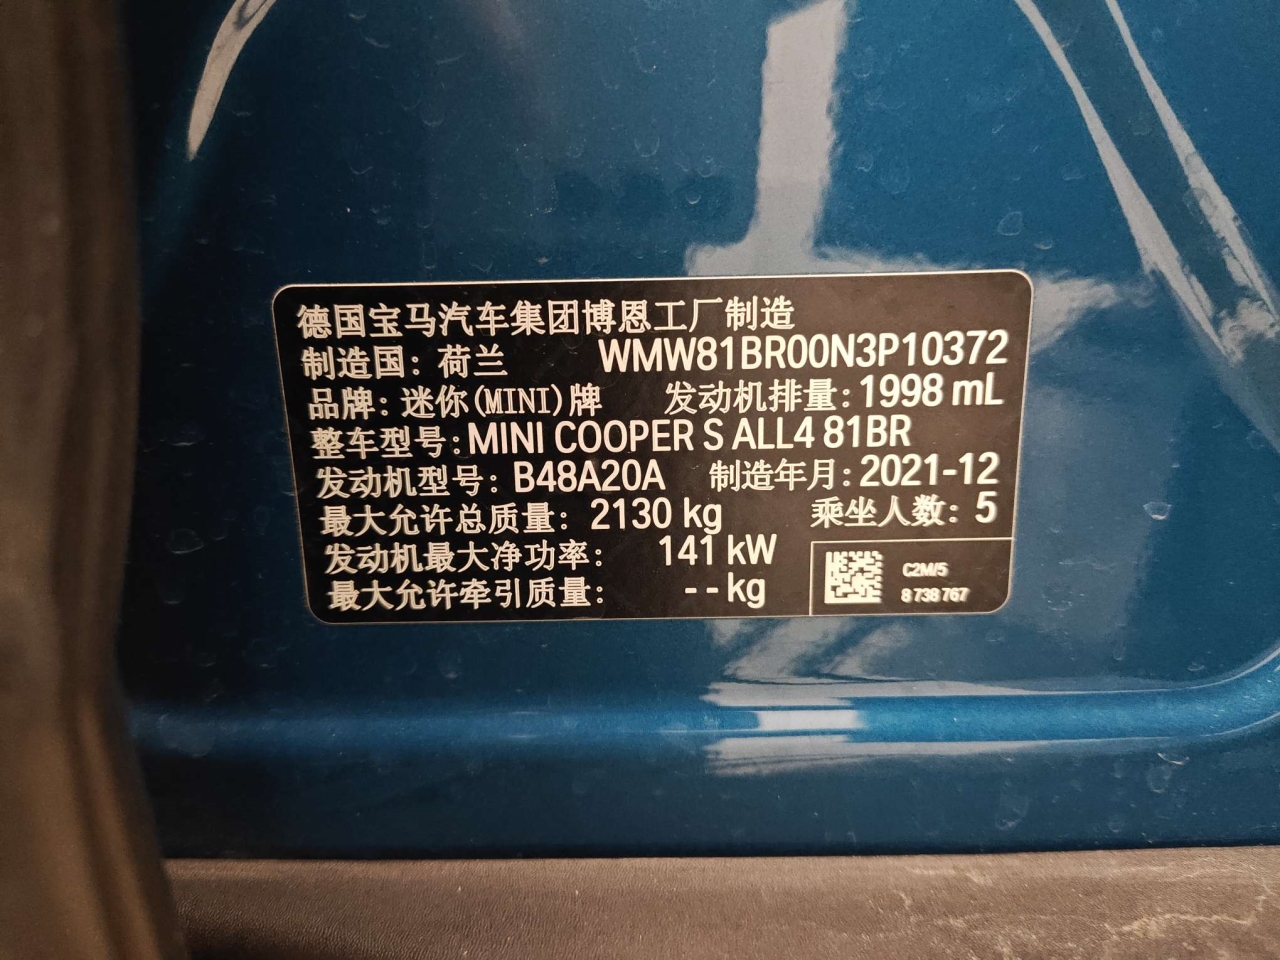 德国宝马汽车集团博恩工厂制造
制造国：荷兰 WMW81BR00N3P10372
品牌：迷你(MINI)牌 发动机排量：1998 mL
整车型号：MINI COOPER S ALL4 81BR
发动机型号：B48A20A 制造年月：2021-12
最大允许总质量：2130 kg 乘坐人数：5
发动机最大净功率：141 kW
最大允许牵引质量：--kg
C2M/5
8 738 767